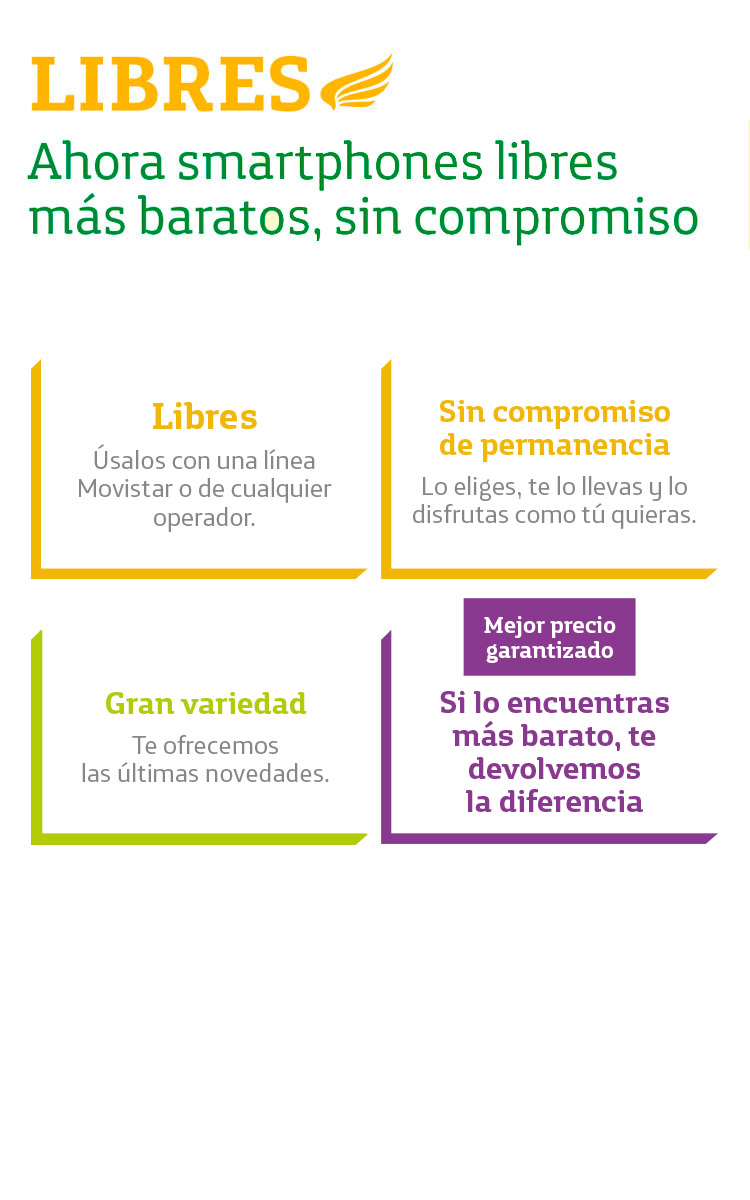 LIBRES
Ahora smartphones libres
más baratos, sin compromiso
Libres
Úsalos con una línea
Movistar o de cualquier
operador.
Sin compromiso
de permanencia
Lo eliges, te lo llevas y lo
disfrutas como tú quieras.
Gran variedad
Te ofrecemos
las últimas novedades.
Mejor precio
garantizado
Si lo encuentras
más barato, te
devolvemos
la diferencia